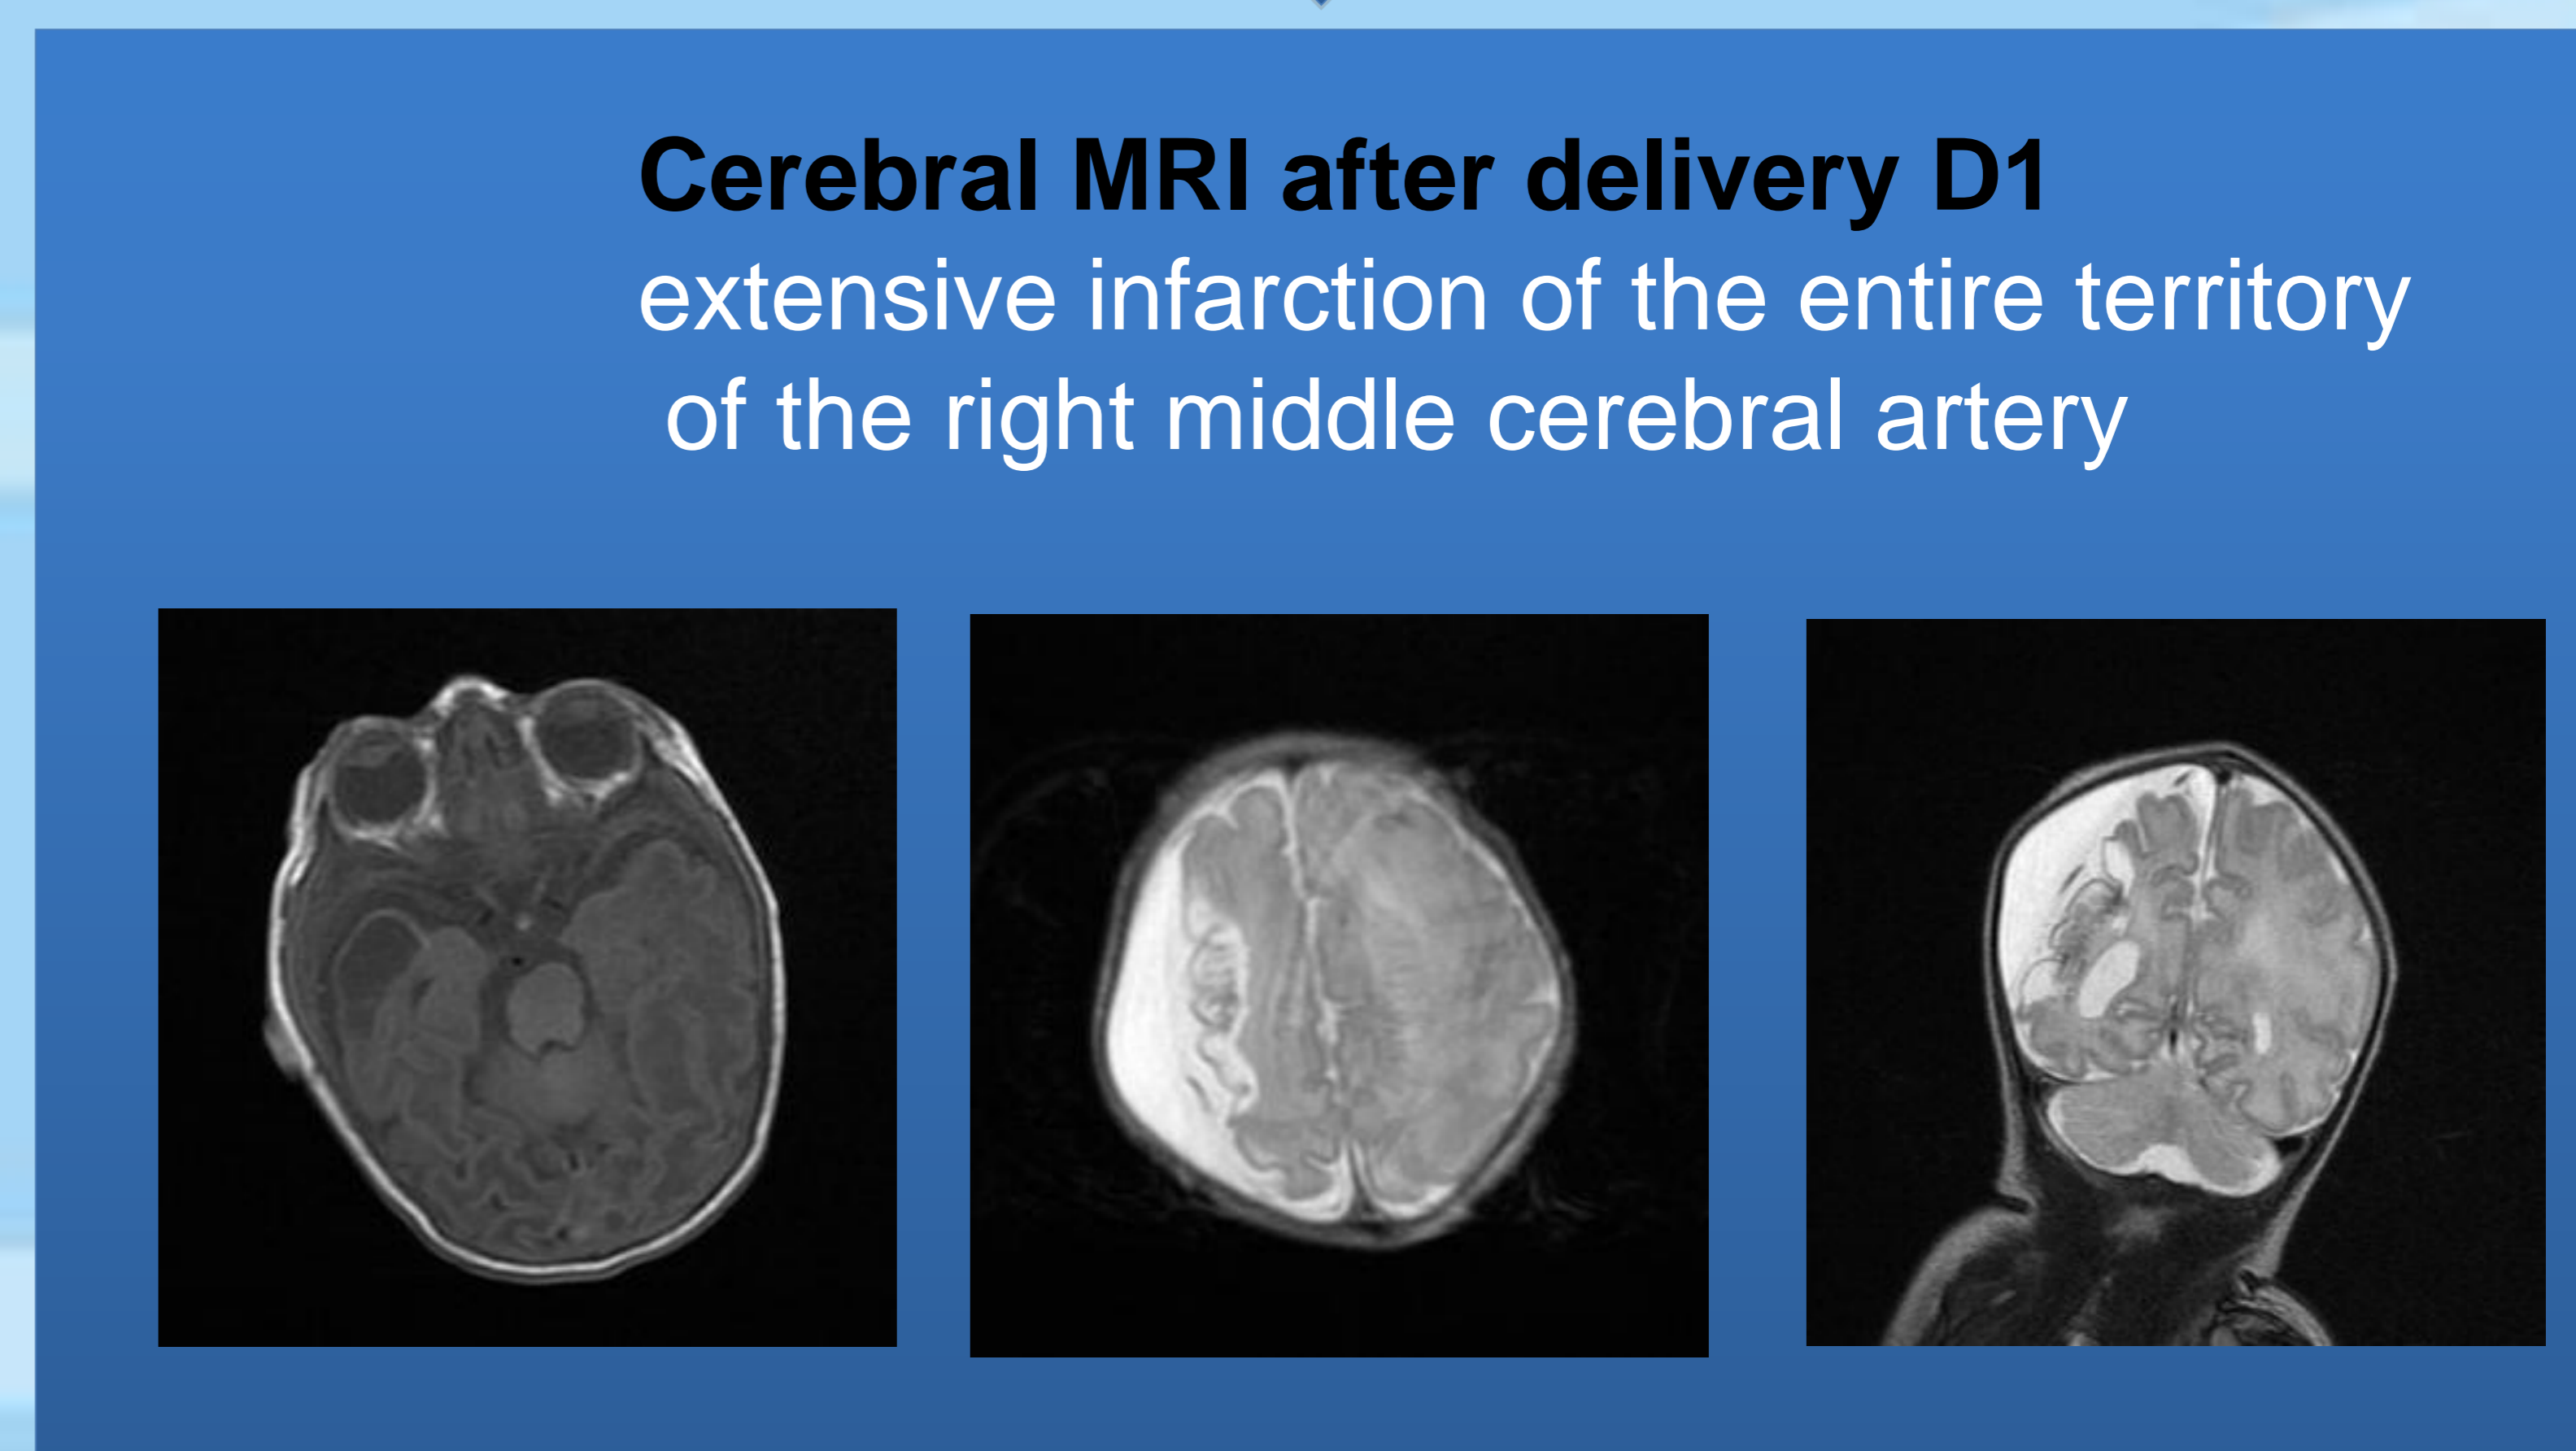 Cerebral MRI after delivery D1
extensive infarction of the entire territory
of the right middle cerebral artery